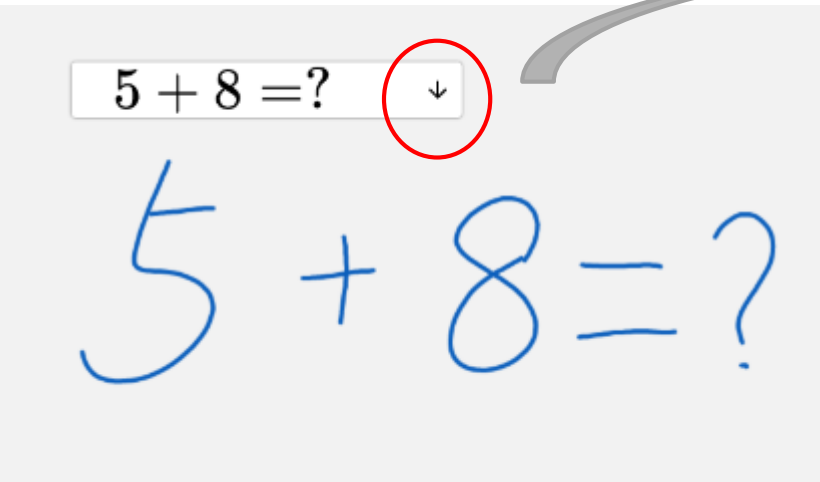 5 + 8 =? ↓
5 + 8 = ?